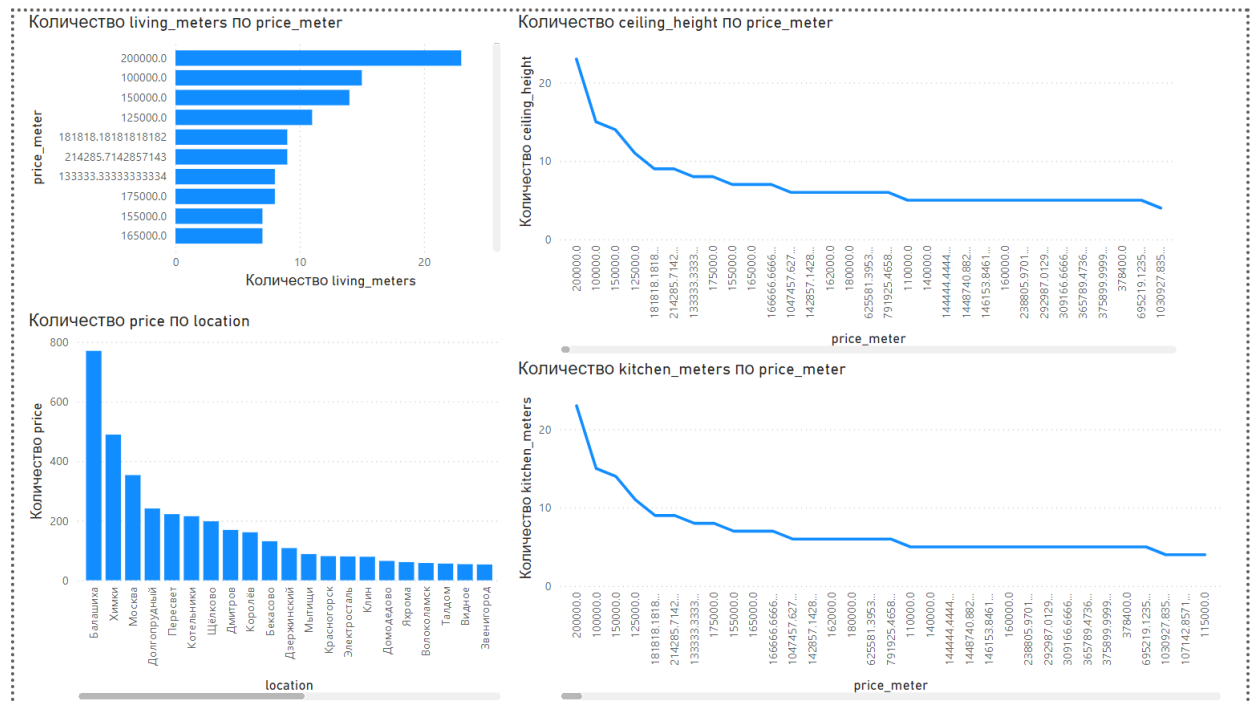 Количество living_meters по price_meter
price_meter
200000.0
100000.0
150000.0
125000.0
181818.18181818182
214285.7142857143
133333.33333333334
175000.0
155000.0
165000.0
0
10
20
Количество living_meters
Количество ceiling_height по price_meter
Количество ceiling_height
20
10
0
200000.0
100000.0
150000.0
125000.0
181818.1818...
214285.7142...
133333.3333...
175000.0
155000.0
165000.0
166666.6666...
1047457.627...
142857.1428...
162000.0
180000.0
625581.3953...
791925.4658...
110000.0
140000.0
144444.4444...
1448740.882...
146153.8461...
160000.0
238805.9701...
292987.0129...
309166.6666...
365789.4736...
375899.9999...
378400.0
695219.1235...
1030927.835...
price_meter
Количество price по location
Количество price
800
600
400
200
0
Балашиха
Химки
Москва
Долгопрудный
Пересвет
Котельники
Щёлково
Дмитров
Королёв
Бекасово
Дзержинский
Мытищи
Красногорск
Электросталь
Клин
Домодедово
Яхрома
Волоколамск
Талдом
Видное
Звенигород
location
Количество kitchen_meters по price_meter
Количество kitchen_meters
20
10
0
200000.0
100000.0
150000.0
125000.0
181818.1818...
214285.7142...
133333.3333...
175000.0
155000.0
165000.0
166666.6666...
1047457.627...
142857.1428...
162000.0
180000.0
625581.3953...
791925.4658...
110000.0
140000.0
144444.4444...
1448740.882...
146153.8461...
160000.0
238805.9701...
292987.0129...
309166.6666...
365789.4736...
375899.9999...
378400.0
695219.1235...
1030927.835...
107142.8571...
115000.0
price_meter